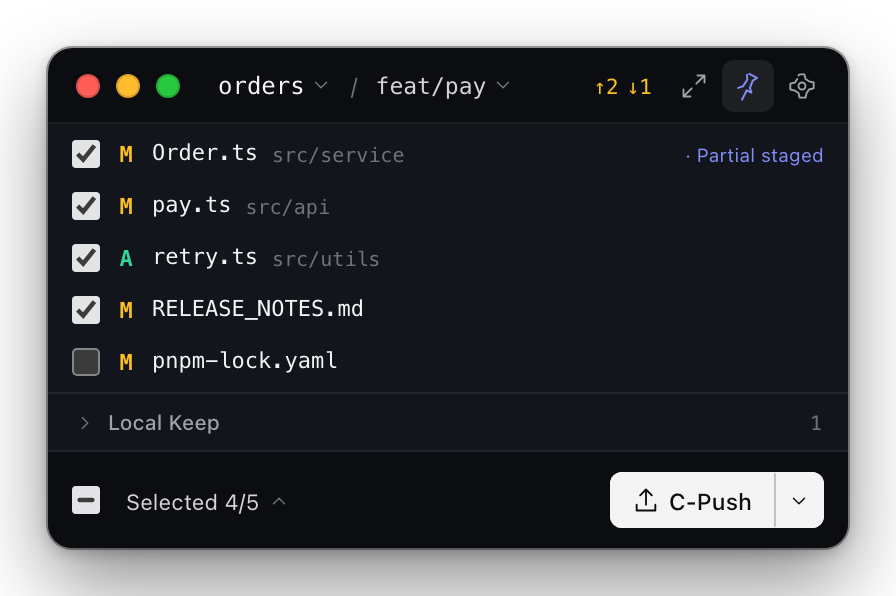 orders / feat/pay ↑2 ↓1
M Order.ts src/service · Partial staged
M pay.ts src/api
A retry.ts src/utils
M RELEASE_NOTES.md
M pnpm-lock.yaml
Local Keep 1
Selected 4/5 C-Push